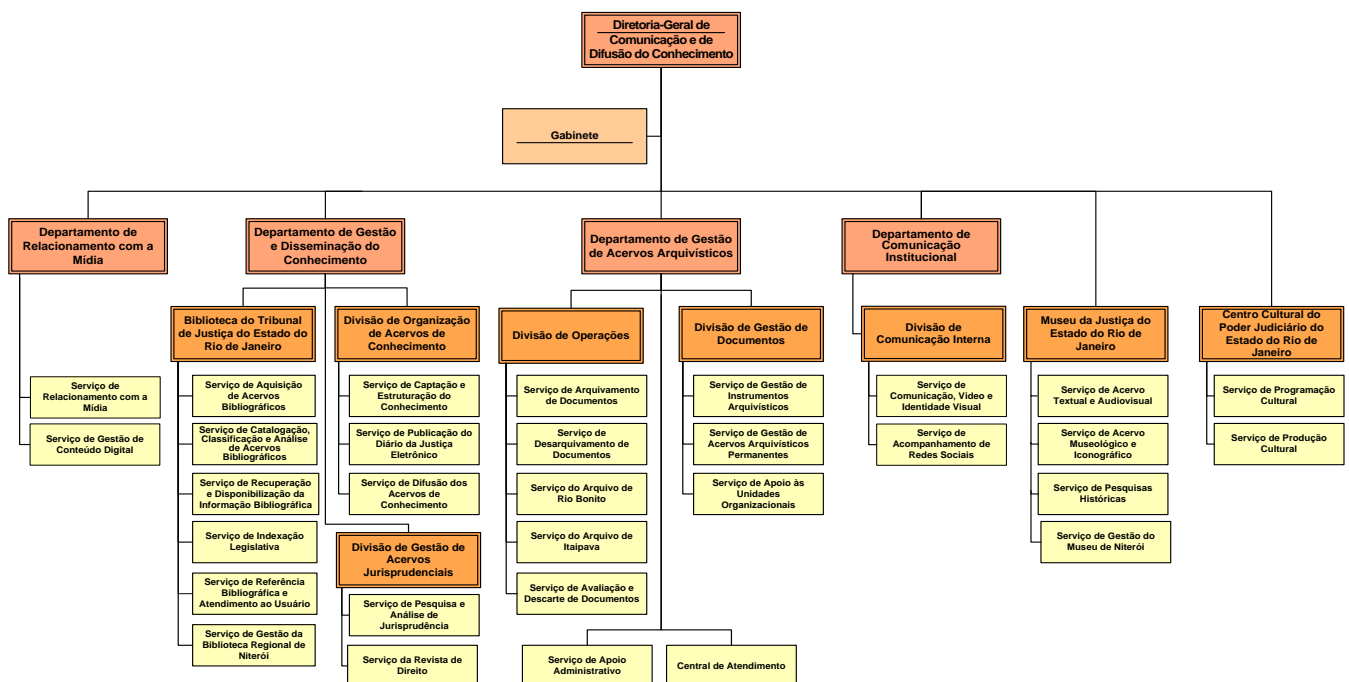 Diretoria-Geral de
Comunicação e de
Difusão do Conhecimento
Gabinete
Departamento de
Relacionamento com a
Mídia
Departamento de Gestão
e Disseminação do
Conhecimento
Departamento de Gestão
de Acervos Arquivísticos
Departamento de
Comunicação
Institucional
Biblioteca do Tribunal
de Justiça do Estado do
Rio de Janeiro
Divisão de Organização
de Acervos de
Conhecimento
Divisão de Operações
Divisão de Gestão de
Documentos
Divisão de
Comunicação Interna
Museu da Justiça do
Estado do Rio de
Janeiro
Centro Cultural do
Poder Judiciário do
Estado do Rio de
Janeiro
Serviço de
Relacionamento com a
Mídia
Serviço de Gestão de
Conteúdo Digital
Serviço de Aquisição
de Acervos
Bibliográficos
Serviço de Catalogação,
Classificação e Análise
de Acervos
Bibliográficos
Serviço de Recuperação
e Disponibilização da
Informação Bibliográfica
Serviço de Indexação
Legislativa
Serviço de Referência
Bibliográfica e
Atendimento ao Usuário
Serviço de Gestão da
Biblioteca Regional de
Niterói
Serviço de Captação e
Estruturação do
Conhecimento
Serviço de Publicação do
Diário da Justiça
Eletrônico
Serviço de Difusão dos
Acervos de
Conhecimento
Divisão de Gestão de
Acervos
Jurisprudenciais
Serviço de Pesquisa e
Análise de
Jurisprudência
Serviço da Revista de
Direito
Serviço de Arquivamento
de Documentos
Serviço de
Desarquivamento de
Documentos
Serviço do Arquivo de
Rio Bonito
Serviço do Arquivo de
Itaipava
Serviço de Avaliação e
Descarte de Documentos
Serviço de Apoio
Administrativo
Central de Atendimento
Serviço de Gestão de
Instrumentos
Arquivísticos
Serviço de Gestão de
Acervos Arquivísticos
Permanentes
Serviço de Apoio às
Unidades
Organizacionais
Serviço de
Comunicação, Vídeo e
Identidade Visual
Serviço de
Acompanhamento de
Redes Sociais
Serviço de Acervo
Textual e Audiovisual
Serviço de Acervo
Museológico e
Iconográfico
Serviço de Pesquisas
Históricas
Serviço de Gestão do
Museu de Niterói
Serviço de Programação
Cultural
Serviço de Produção
Cultural